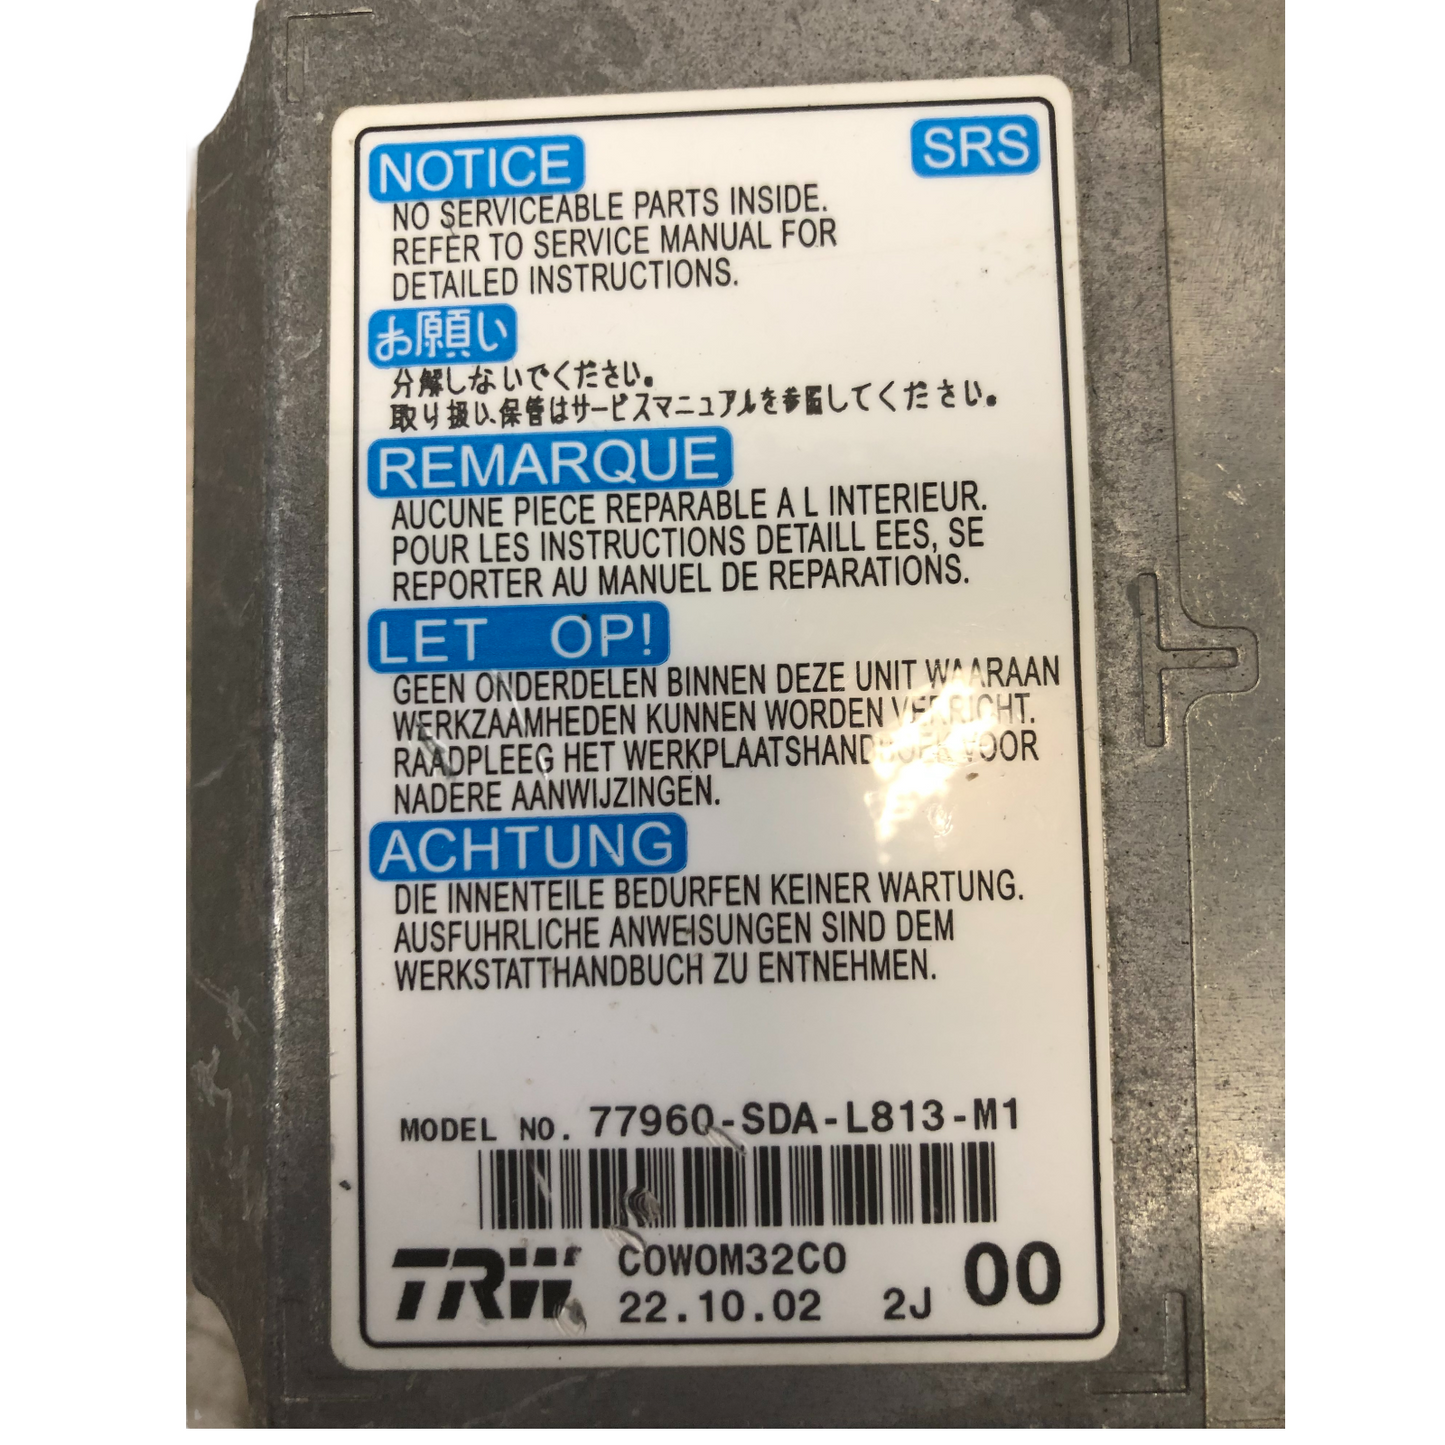 NOTICE
SRS
NO SERVICEABLE PARTS INSIDE.
REFER TO SERVICE MANUAL FOR
DETAILED INSTRUCTIONS.
お願い
分解しないでください。
取り扱い、保管はサービスマニュアルを参照してください。
REMARQUE
AUCUNE PIECE REPARABLE A L INTERIEUR.
POUR LES INSTRUCTIONS DETAILL EES, SE
REPORTER AU MANUEL DE REPARATIONS.
LET OP!
GEEN ONDERDELEN BINNEN DEZE UNIT WAARAAN
WERKZAAMHEDEN KUNNEN WORDEN VERRICHT.
RAADPLEEG HET WERKPLAATSHANDBOEK VOOR
NADERE AANWIJZINGEN.
ACHTUNG
DIE INNENTEILE BEDURFEN KEINER WARTUNG.
AUSFUHRLICHE ANWEISUNGEN SIND DEM
WERKSTATTHANDBUCH ZU ENTNEHMEN.
MODEL NO. 77960-SDA-L813-M1
TRW
COWOM32CO
00
22.10.02 2J